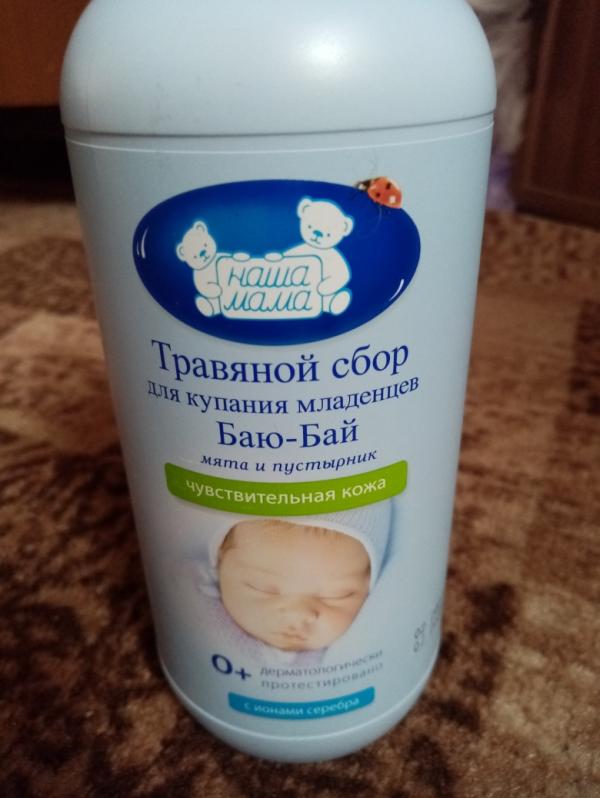 наша
мама
Травяной сбор
для купания младенцев
Баю-Бай
мята и пустырник
чувствительная кожа
0+
дерматологически
протестировано
с ионами серебра